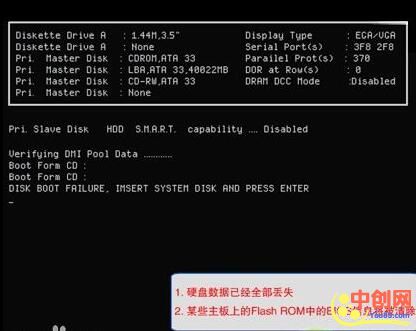 Diskette Drive A : 1.44M,3.5" Display Type : EGA/VGA
Diskette Drive A : None Serial Port(s) : 3F8 2F8
Pri. Master Disk : CDROM,ATA 33 Parallel Prot(s) : 370
Pri. Master Disk : LBA,ATA 33,40022MB DOR at Row(s) : 0
Pri. Master Disk : CD-RW,ATA 33 DRAM DCC Mode :Disabled
Pri. Master Disk : None
Pri. Slave Disk HDD S.M.A.R.T. capability .... Disabled
Verifying DMI Pool Data ............
Boot Form CD :
Boot Form CD :
DISK BOOT FAILURE, INSERT SYSTEM DISK AND PRESS ENTER
_
1. 硬盘数据已经全部丢失
2. 某些主板上的Flash ROM中的
中创网